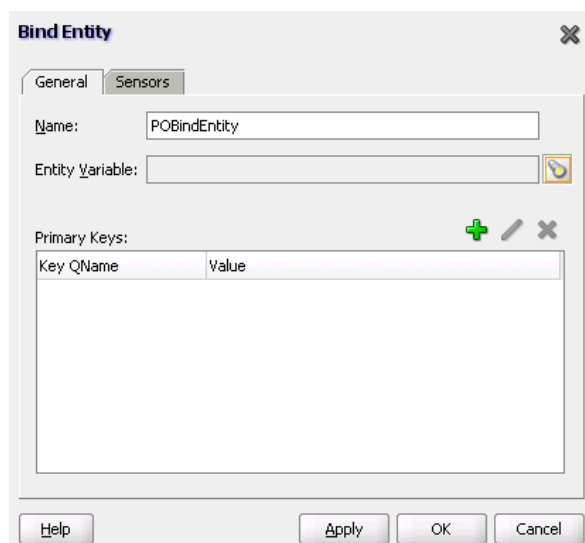 Bind Entity
General Sensors
Name: POBindEntity
Entity Variable:
Primary Keys:
Key QName Value
Help Apply OK Cancel